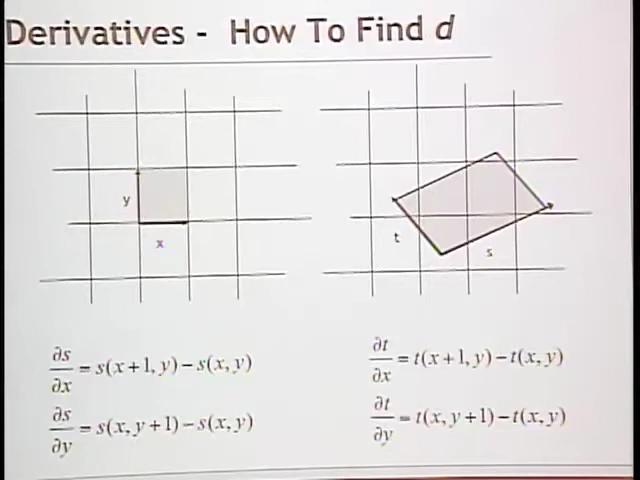 Derivatives - How To Find d
y
x
t
s
∂s/∂x = s(x+1, y) − s(x, y)
∂s/∂y = s(x, y+1) − s(x, y)
∂t/∂x = t(x+1, y) − t(x, y)
∂t/∂y = t(x, y+1) − t(x, y)